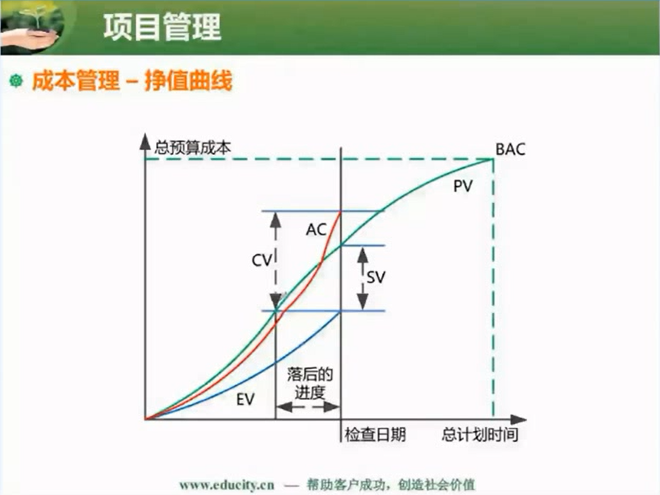 项目管理
成本管理 – 挣值曲线
总预算成本
BAC
PV
AC
CV
SV
落后的
进度
EV
检查日期
总计划时间
www.educity.cn — 帮助客户成功，创造社会价值